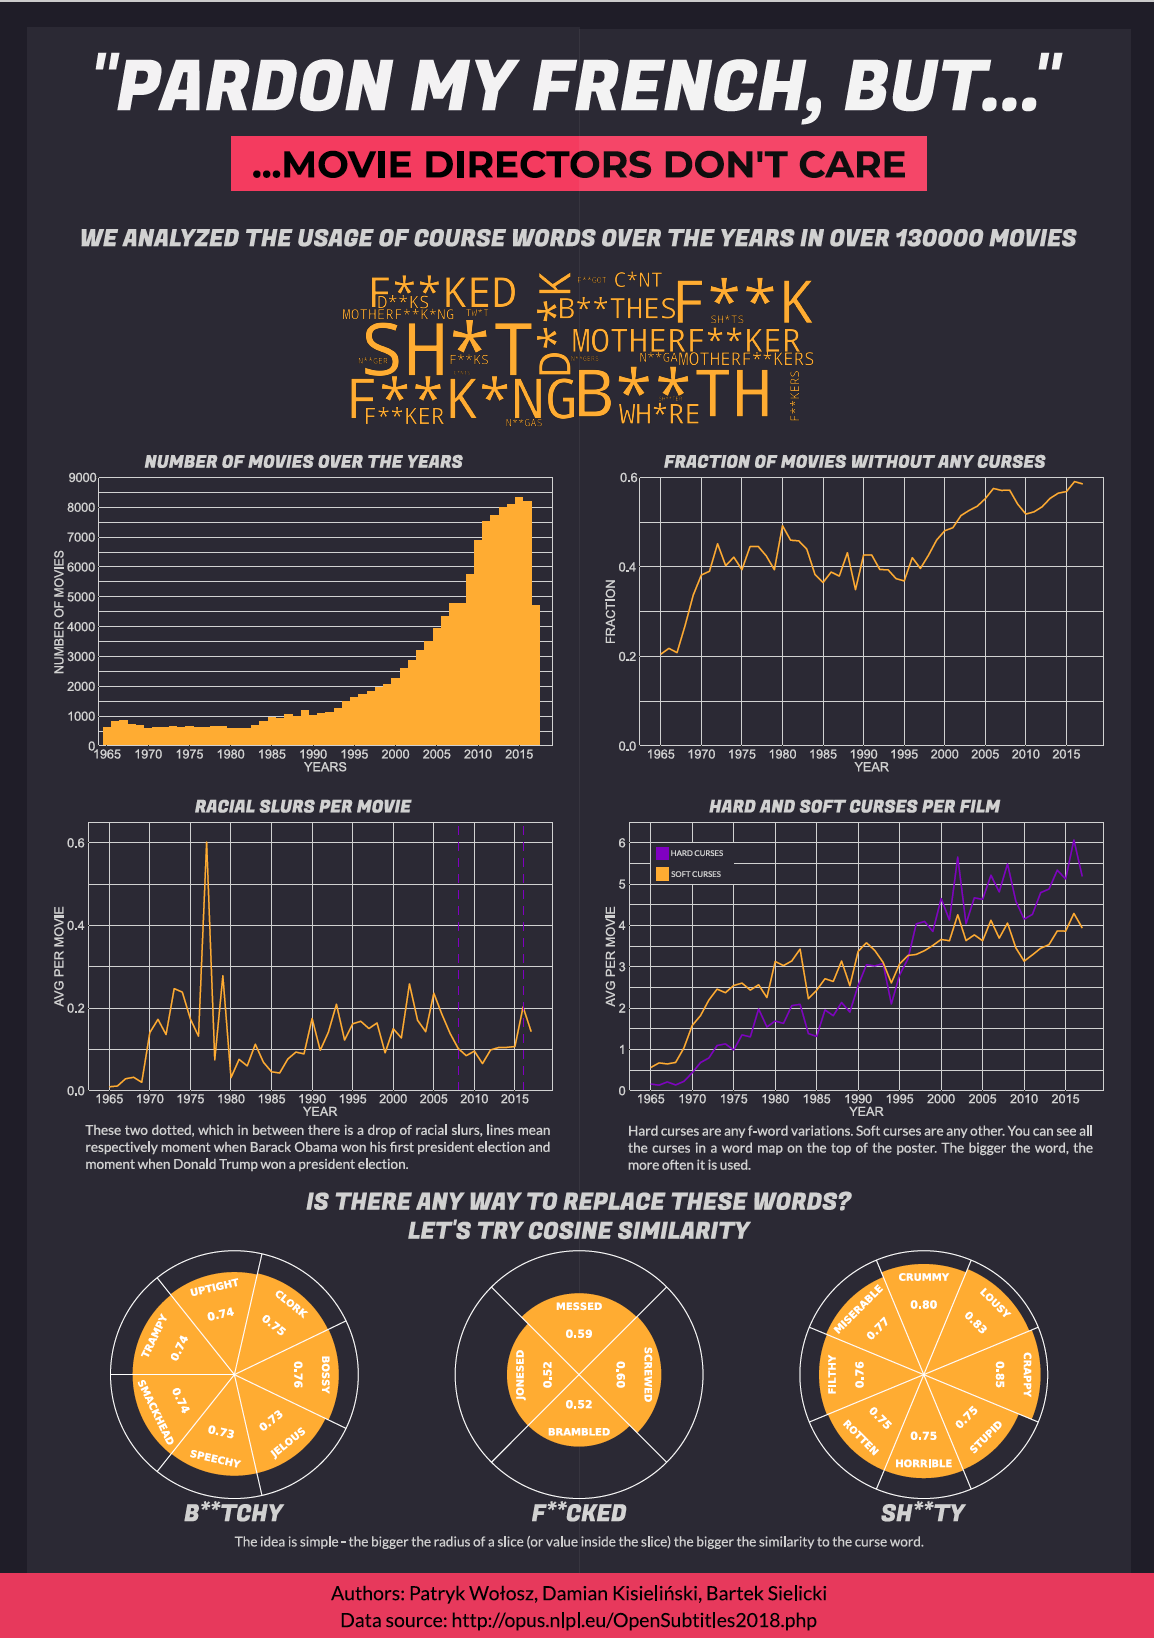 "PARDON MY FRENCH, BUT..."
...MOVIE DIRECTORS DON'T CARE
WE ANALYZED THE USAGE OF COURSE WORDS OVER THE YEARS IN OVER 130000 MOVIES
F**KED
D**KS
MOTHERF**K*NG
TW*T
SH*T
N**GER
F**KS
F**K*NG
F**KER
N**GAS
D**K
F**GOT
C*NT
B**THES
F**K
SH*TS
MOTHERF**KER
N**GERS
N**GA
MOTHERF**KERS
B**TH
WH*RE
F**KERS
NUMBER OF MOVIES OVER THE YEARS
9000
8000
7000
6000
5000
4000
3000
2000
1000
0
NUMBER OF MOVIES
1965 1970 1975 1980 1985 1990 1995 2000 2005 2010 2015
YEARS
FRACTION OF MOVIES WITHOUT ANY CURSES
0.6
0.4
0.2
0.0
FRACTION
1965 1970 1975 1980 1985 1990 1995 2000 2005 2010 2015
YEAR
RACIAL SLURS PER MOVIE
0.6
0.4
0.2
0.0
AVG PER MOVIE
1965 1970 1975 1980 1985 1990 1995 2000 2005 2010 2015
YEAR
These two dotted, which in between there is a drop of racial slurs, lines mean
respectively moment when Barack Obama won his first president election and
moment when Donald Trump won a president election.
HARD AND SOFT CURSES PER FILM
HARD CURSES
SOFT CURSES
6
5
4
3
2
1
0
AVG PER MOVIE
1965 1970 1975 1980 1985 1990 1995 2000 2005 2010 2015
YEAR
Hard curses are any f-word variations. Soft curses are any other. You can see all
the curses in a word map on the top of the poster. The bigger the word, the
more often it is used.
IS THERE ANY WAY TO REPLACE THESE WORDS?
LET'S TRY COSINE SIMILARITY
UPTIGHT
0.74
CLORK
0.75
BOSSY
0.76
JELOUS
0.73
SPEECHY
0.73
SMACKHEAD
0.74
TRAMPY
0.74
B**TCHY
MESSED
0.59
SCREWED
0.60
BRAMBLED
0.52
JONESED
0.52
F**CKED
CRUMMY
0.80
LOUSY
0.83
CRAPPY
0.85
STUPID
0.75
HORRIBLE
0.75
ROTTEN
0.75
FILTHY
0.76
MISERABLE
0.77
SH**TY
The idea is simple - the bigger the radius of a slice (or value inside the slice) the bigger the similarity to the curse word.
Authors: Patryk Wołosz, Damian Kisieliński, Bartek Sielicki
Data source: http://opus.nlpl.eu/OpenSubtitles2018.php